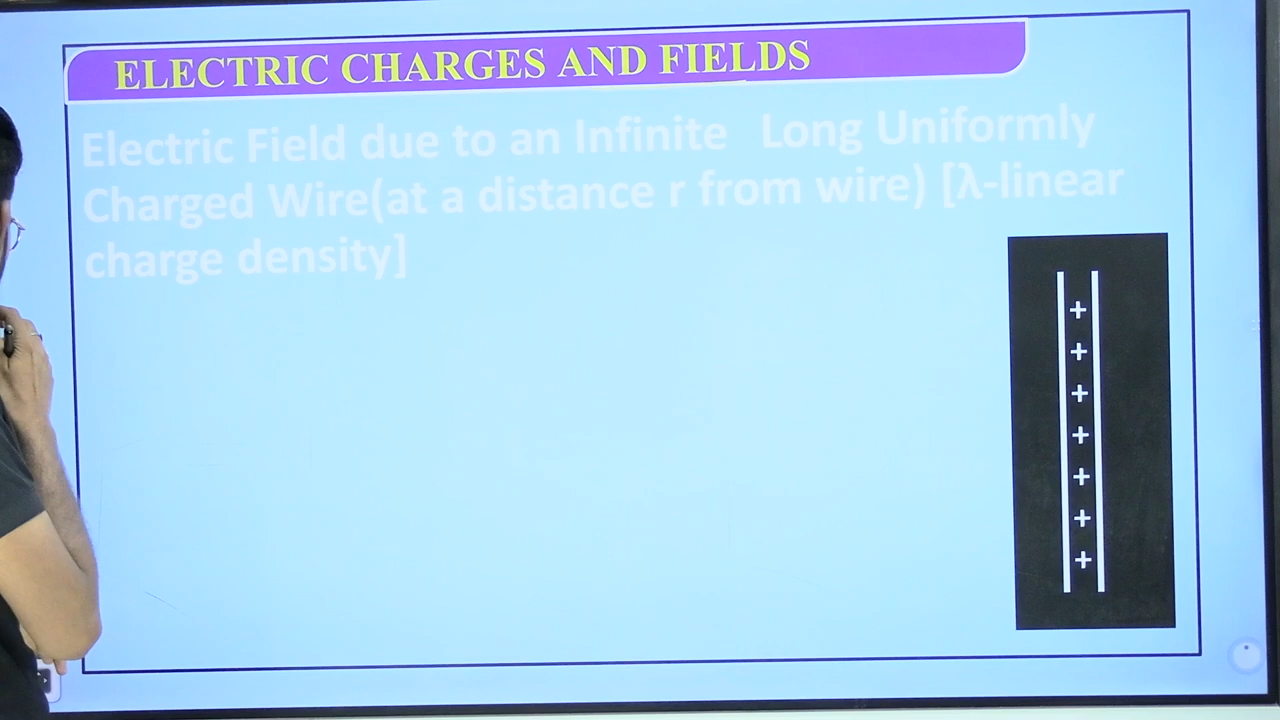 ELECTRIC CHARGES AND FIELDS
Electric Field due to an Infinite Long Uniformly
Charged Wire(at a distance r from wire) [λ-linear
charge density]
+
+
+
+
+
+
+